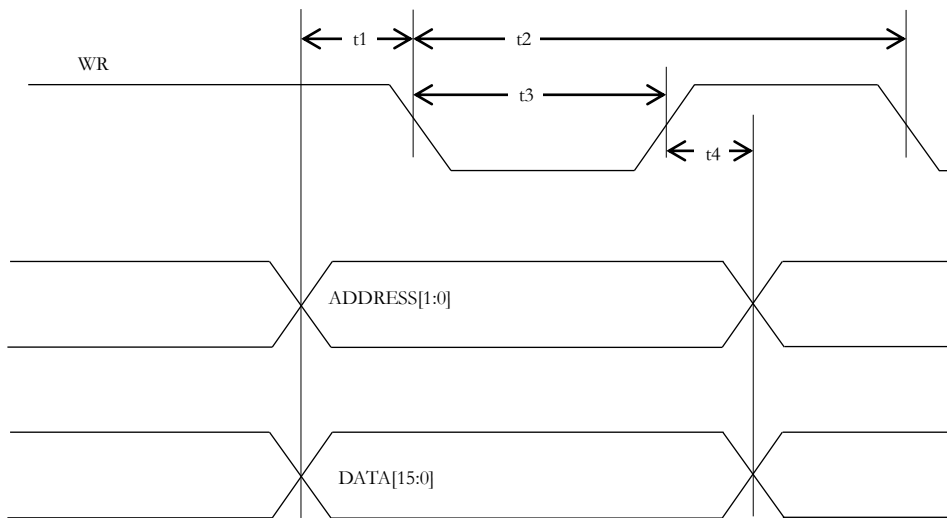 t1
t2
WR
t3
t4
ADDRESS[1:0]
DATA[15:0]